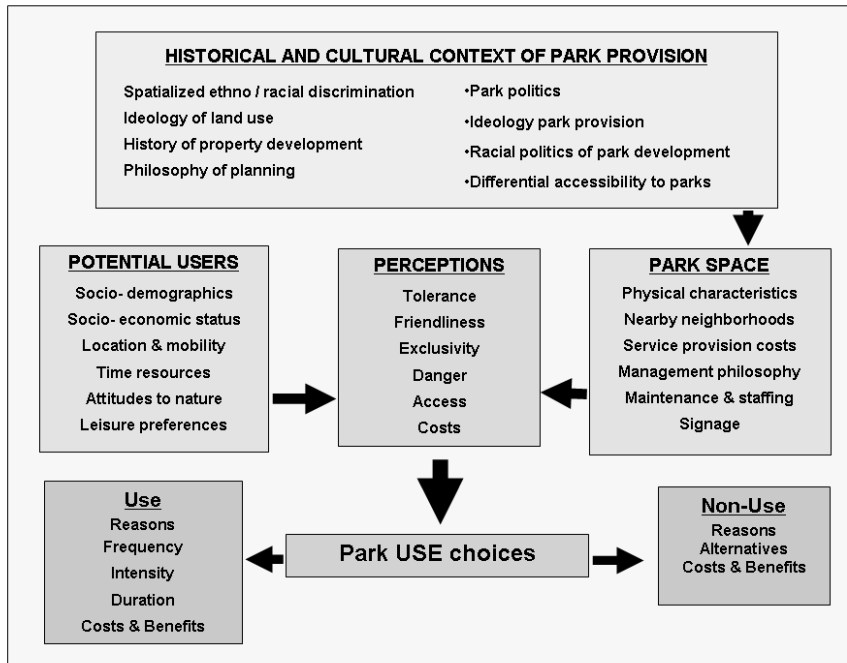 HISTORICAL AND CULTURAL CONTEXT OF PARK PROVISION
Spatialized ethno / racial discrimination
Ideology of land use
History of property development
Philosophy of planning
•Park politics
•Ideology park provision
•Racial politics of park development
•Differential accessibility to parks
POTENTIAL USERS
Socio- demographics
Socio- economic status
Location & mobility
Time resources
Attitudes to nature
Leisure preferences
PERCEPTIONS
Tolerance
Friendliness
Exclusivity
Danger
Access
Costs
PARK SPACE
Physical characteristics
Nearby neighborhoods
Service provision costs
Management philosophy
Maintenance & staffing
Signage
Use
Reasons
Frequency
Intensity
Duration
Costs & Benefits
Park USE choices
Non-Use
Reasons
Alternatives
Costs & Benefits